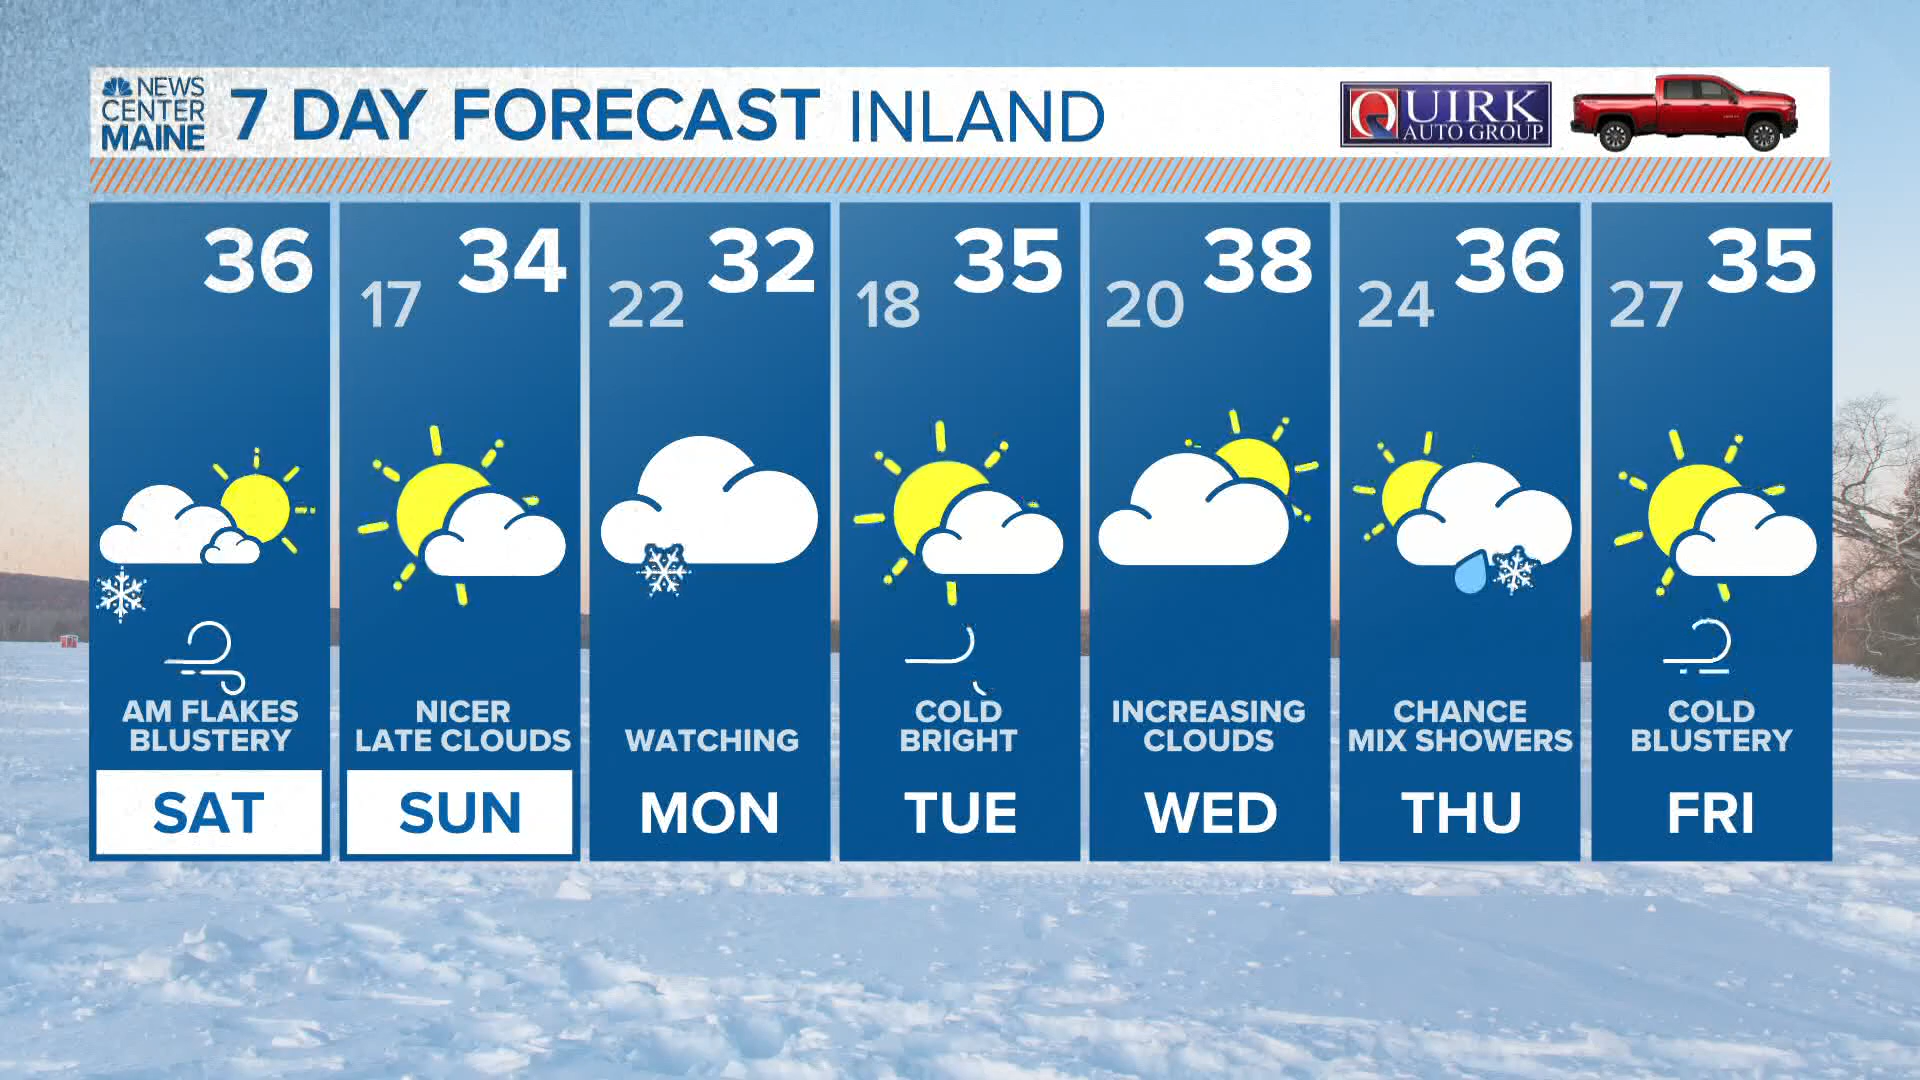 NEWS
CENTER
MAINE
7 DAY FORECAST INLAND
QUIRK
AUTO GROUP
36
17 34
22 32
18 35
20 38
24 36
27 35
AM FLAKES
BLUSTERY
NICER
LATE CLOUDS
WATCHING
COLD
BRIGHT
INCREASING
CLOUDS
CHANCE
MIX SHOWERS
COLD
BLUSTERY
SAT
SUN
MON
TUE
WED
THU
FRI